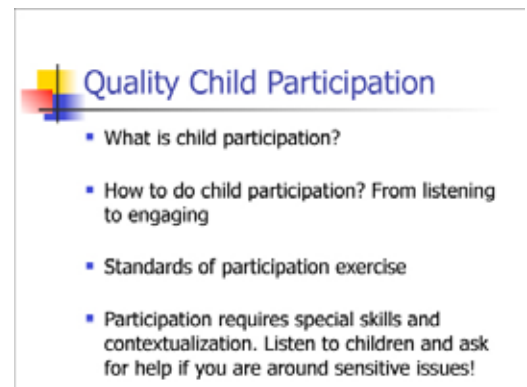 Quality Child Participation
▪ What is child participation?
▪ How to do child participation? From listening
to engaging
▪ Standards of participation exercise
▪ Participation requires special skills and
contextualization. Listen to children and ask
for help if you are around sensitive issues!